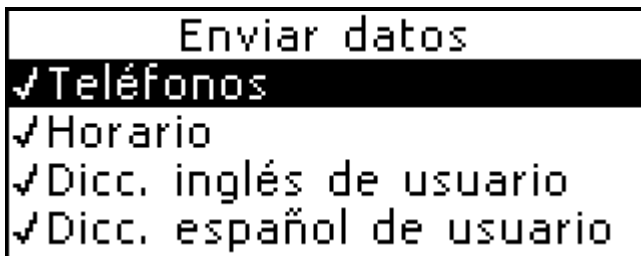 Enviar datos
✓Teléfonos
✓Horario
✓Dicc. inglés de usuario
✓Dicc. español de usuario